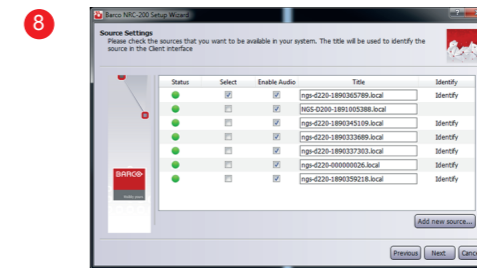 8
Barco NRC-200 Setup Wizard
Source Settings
Please check the sources that you want to be available in your system. The title will be used to identify the
source in the Client interface
Status Select Enable Audio Title Identify
ngs-d220-1890365789.local Identify
NGS-D200-1891005388.local
ngs-d220-1890345109.local Identify
ngs-d220-1890333689.local Identify
ngs-d220-1890337303.local Identify
ngs-d220-000000026.local Identify
ngs-d220-1890359218.local Identify
BARCO
Add new source...
Previous Next Canc